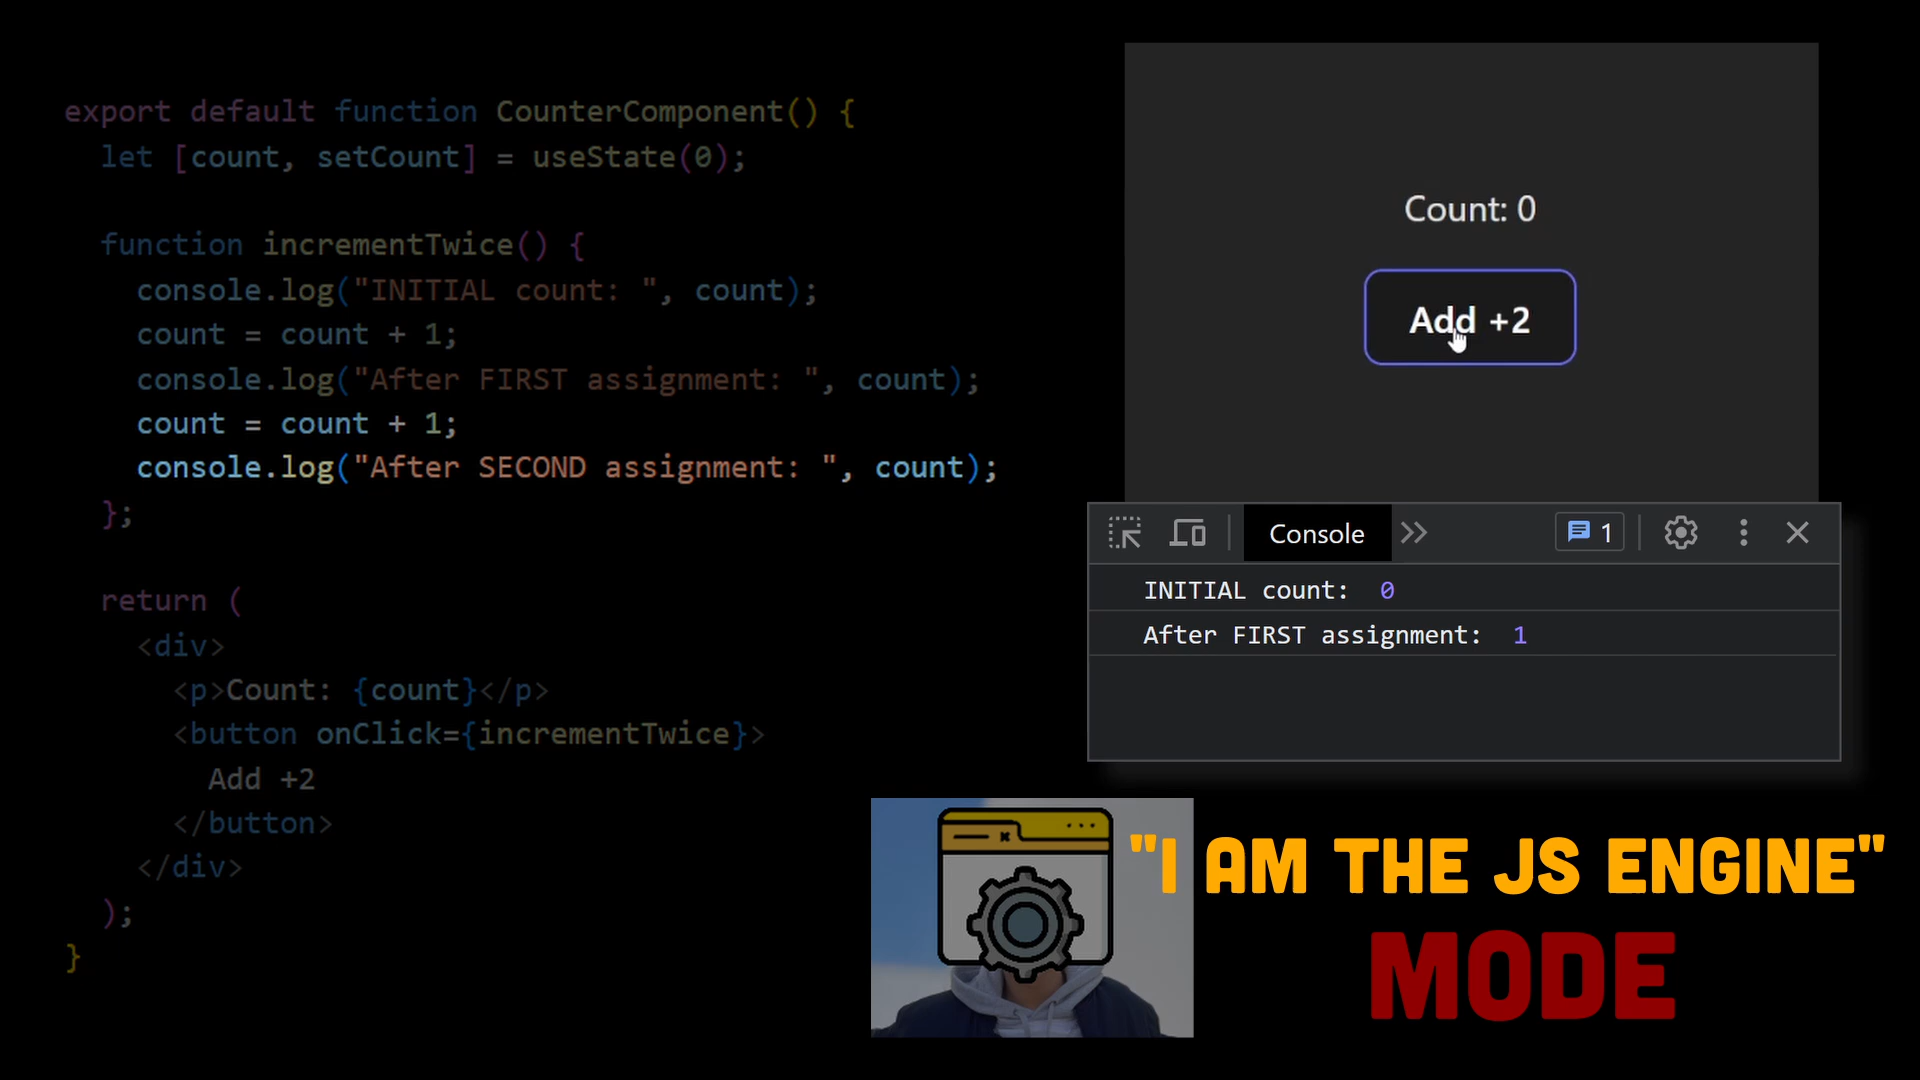 export default function CounterComponent() {
let [count, setCount] = useState(0);
function incrementTwice() {
console.log("INITIAL count: ", count);
count = count + 1;
console.log("After FIRST assignment: ", count);
count = count + 1;
console.log("After SECOND assignment: ", count);
};
return (
<div>
<p>Count: {count}</p>
<button onClick={incrementTwice}>
Add +2
</button>
</div>
);
}
Count: 0
Add +2
Console
1
INITIAL count: 0
After FIRST assignment: 1
"I AM THE JS ENGINE"
MODE